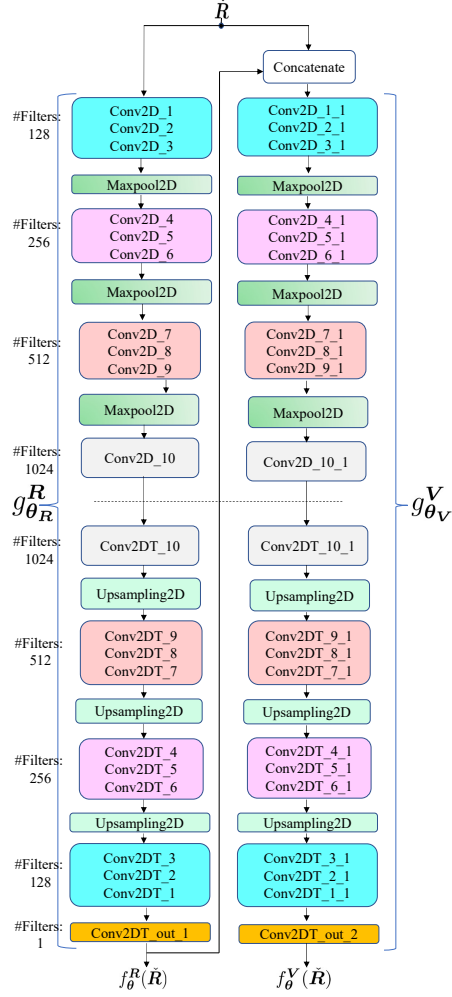 Ř
Concatenate
#Filters:
128
Conv2D_1
Conv2D_2
Conv2D_3
Conv2D_1_1
Conv2D_2_1
Conv2D_3_1
Maxpool2D
Maxpool2D
#Filters:
256
Conv2D_4
Conv2D_5
Conv2D_6
Conv2D_4_1
Conv2D_5_1
Conv2D_6_1
Maxpool2D
Maxpool2D
#Filters:
512
Conv2D_7
Conv2D_8
Conv2D_9
Conv2D_7_1
Conv2D_8_1
Conv2D_9_1
Maxpool2D
Maxpool2D
#Filters:
1024
Conv2D_10
Conv2D_10_1
g^R_θ_R
g^V_θ_V
#Filters:
1024
Conv2DT_10
Conv2DT_10_1
Upsampling2D
Upsampling2D
#Filters:
512
Conv2DT_9
Conv2DT_8
Conv2DT_7
Conv2DT_9_1
Conv2DT_8_1
Conv2DT_7_1
Upsampling2D
Upsampling2D
#Filters:
256
Conv2DT_4
Conv2DT_5
Conv2DT_6
Conv2DT_4_1
Conv2DT_5_1
Conv2DT_6_1
Upsampling2D
Upsampling2D
#Filters:
128
Conv2DT_3
Conv2DT_2
Conv2DT_1
Conv2DT_3_1
Conv2DT_2_1
Conv2DT_1_1
#Filters:
1
Conv2DT_out_1
Conv2DT_out_2
f^R_θ(Ř)
f^V_θ(Ř)